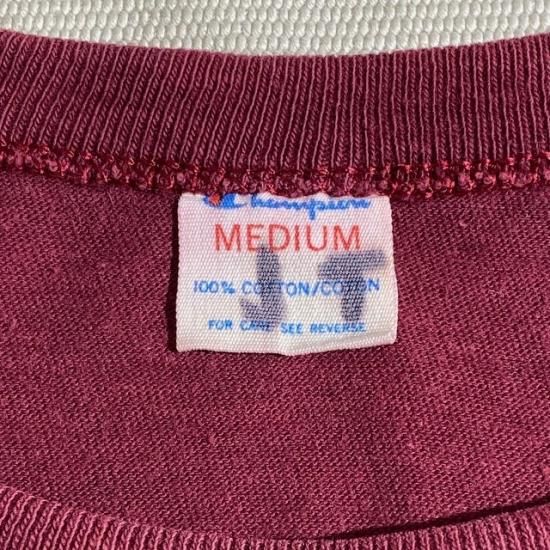 Champion
MEDIUM
100% COTTON/COTON
FOR CARE SEE REVERSE
JT